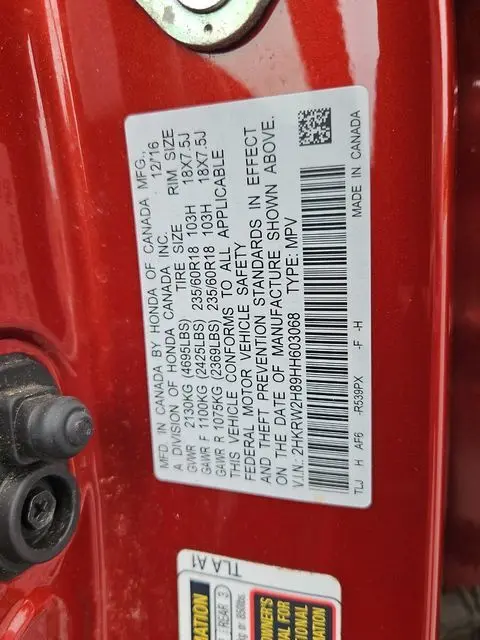 MFD IN CANADA BY HONDA OF CANADA MFG.,
A DIVISION OF HONDA CANADA INC. 12/16
TIRE SIZE RIM SIZE
GVWR 2130KG (4695LBS)
GAWR F 1100KG (2425LBS) 235/60R18 103H 18X7.5J
GAWR R 1075KG (2369LBS) 235/60R18 103H 18X7.5J
THIS VEHICLE CONFORMS TO ALL APPLICABLE
FEDERAL MOTOR VEHICLE SAFETY
AND THEFT PREVENTION STANDARDS IN EFFECT
ON THE DATE OF MANUFACTURE SHOWN ABOVE.
V.I.N.: 2HKRW2H89HH603068 TYPE: MPV
TLJ H AF6 -R539PX -F -H MADE IN CANADA
TLA A1
REAR 3